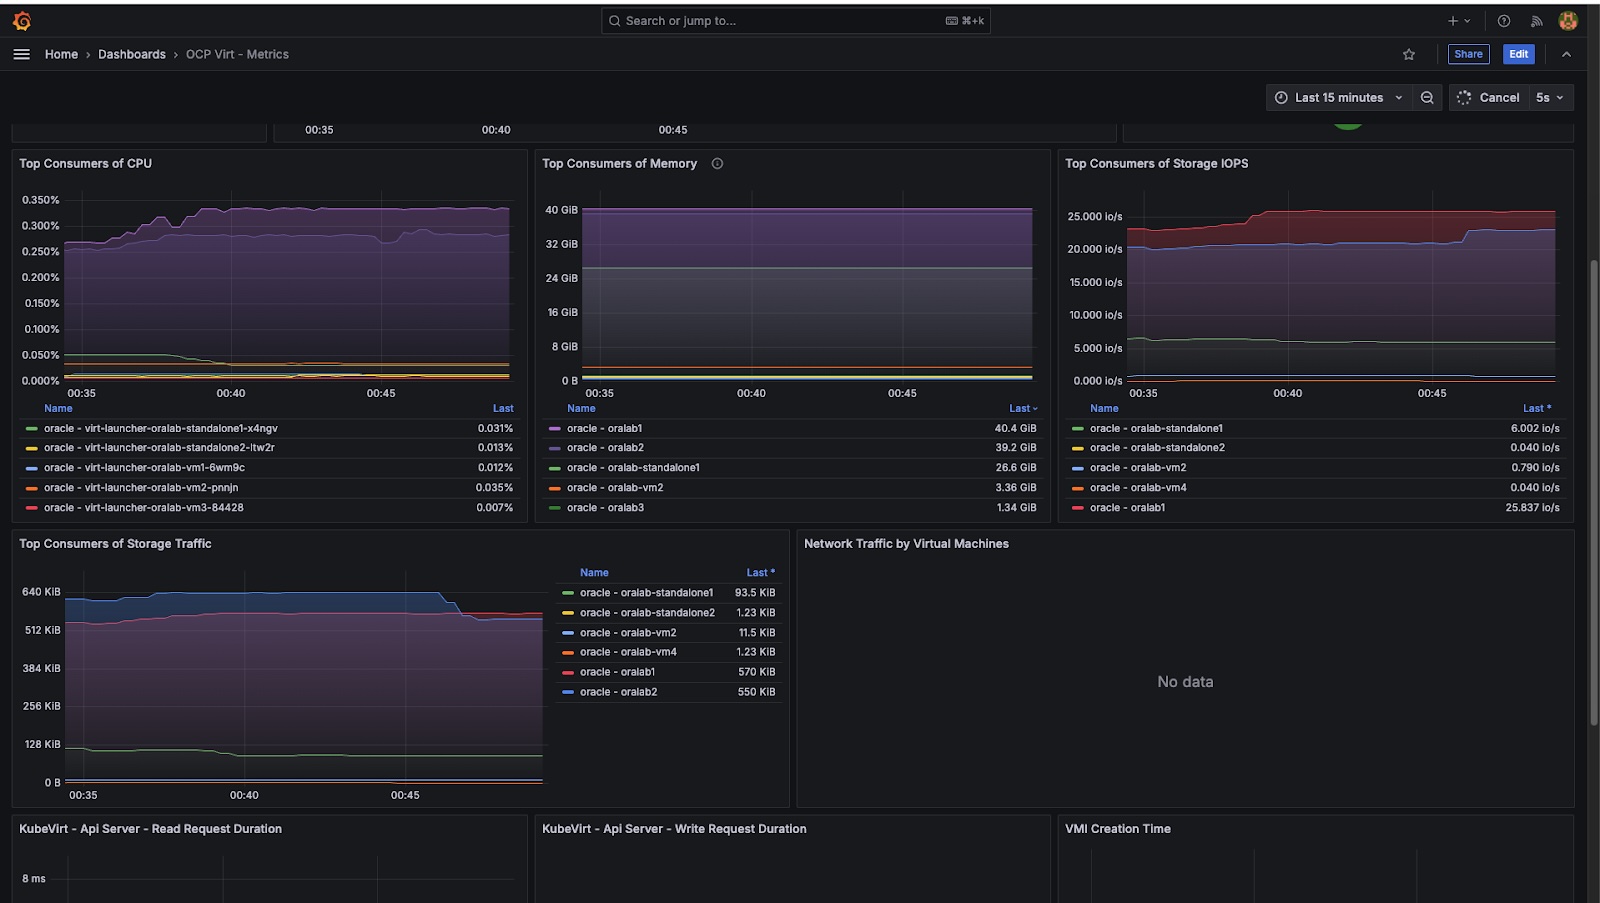 Search or jump to...
⌘+k
Home › Dashboards › OCP Virt - Metrics
Share
Edit
Last 15 minutes
Cancel
5s
00:35 00:40 00:45
Top Consumers of CPU
0.350%
0.300%
0.250%
0.200%
0.150%
0.100%
0.050%
0.000%
00:35 00:40 00:45
Name Last
oracle - virt-launcher-oralab-standalone1-x4ngv 0.031%
oracle - virt-launcher-oralab-standalone2-ltw2r 0.013%
oracle - virt-launcher-oralab-vm1-6wm9c 0.012%
oracle - virt-launcher-oralab-vm2-pnnjn 0.035%
oracle - virt-launcher-oralab-vm3-84428 0.007%
Top Consumers of Memory
40 GiB
32 GiB
24 GiB
16 GiB
8 GiB
0 B
00:35 00:40 00:45
Name Last
oracle - oralab1 40.4 GiB
oracle - oralab2 39.2 GiB
oracle - oralab-standalone1 26.6 GiB
oracle - oralab-vm2 3.36 GiB
oracle - oralab3 1.34 GiB
Top Consumers of Storage IOPS
25.000 io/s
20.000 io/s
15.000 io/s
10.000 io/s
5.000 io/s
0.000 io/s
00:35 00:40 00:45
Name Last *
oracle - oralab-standalone1 6.002 io/s
oracle - oralab-standalone2 0.040 io/s
oracle - oralab-vm2 0.790 io/s
oracle - oralab-vm4 0.040 io/s
oracle - oralab1 25.837 io/s
Top Consumers of Storage Traffic
640 KiB
512 KiB
384 KiB
256 KiB
128 KiB
0 B
00:35 00:40 00:45
Name Last *
oracle - oralab-standalone1 93.5 KiB
oracle - oralab-standalone2 1.23 KiB
oracle - oralab-vm2 11.5 KiB
oracle - oralab-vm4 1.23 KiB
oracle - oralab1 570 KiB
oracle - oralab2 550 KiB
Network Traffic by Virtual Machines
No data
KubeVirt - Api Server - Read Request Duration
8 ms
KubeVirt - Api Server - Write Request Duration
VMI Creation Time